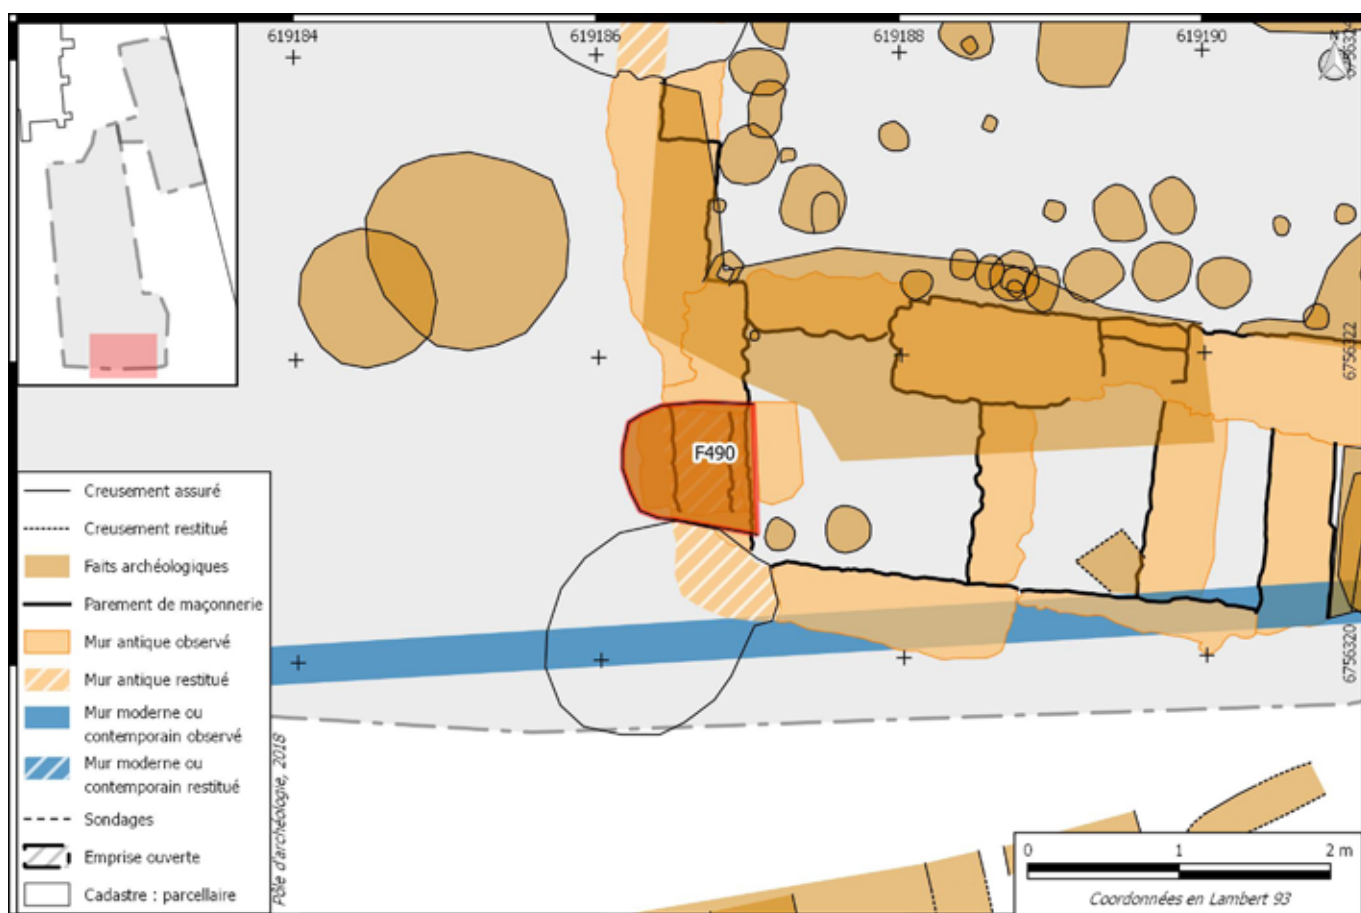 619184
619186
619188
619190
N
6756324
6756322
6756320
F490
Creusement assuré
Creusement restitué
Faits archéologiques
Parement de maçonnerie
Mur antique observé
Mur antique restitué
Mur moderne ou
contemporain observé
Mur moderne ou
contemporain restitué
Sondages
Emprise ouverte
Cadastre : parcellaire
Pôle d'archéologie, 2018
0 1 2 m
Coordonnées en Lambert 93